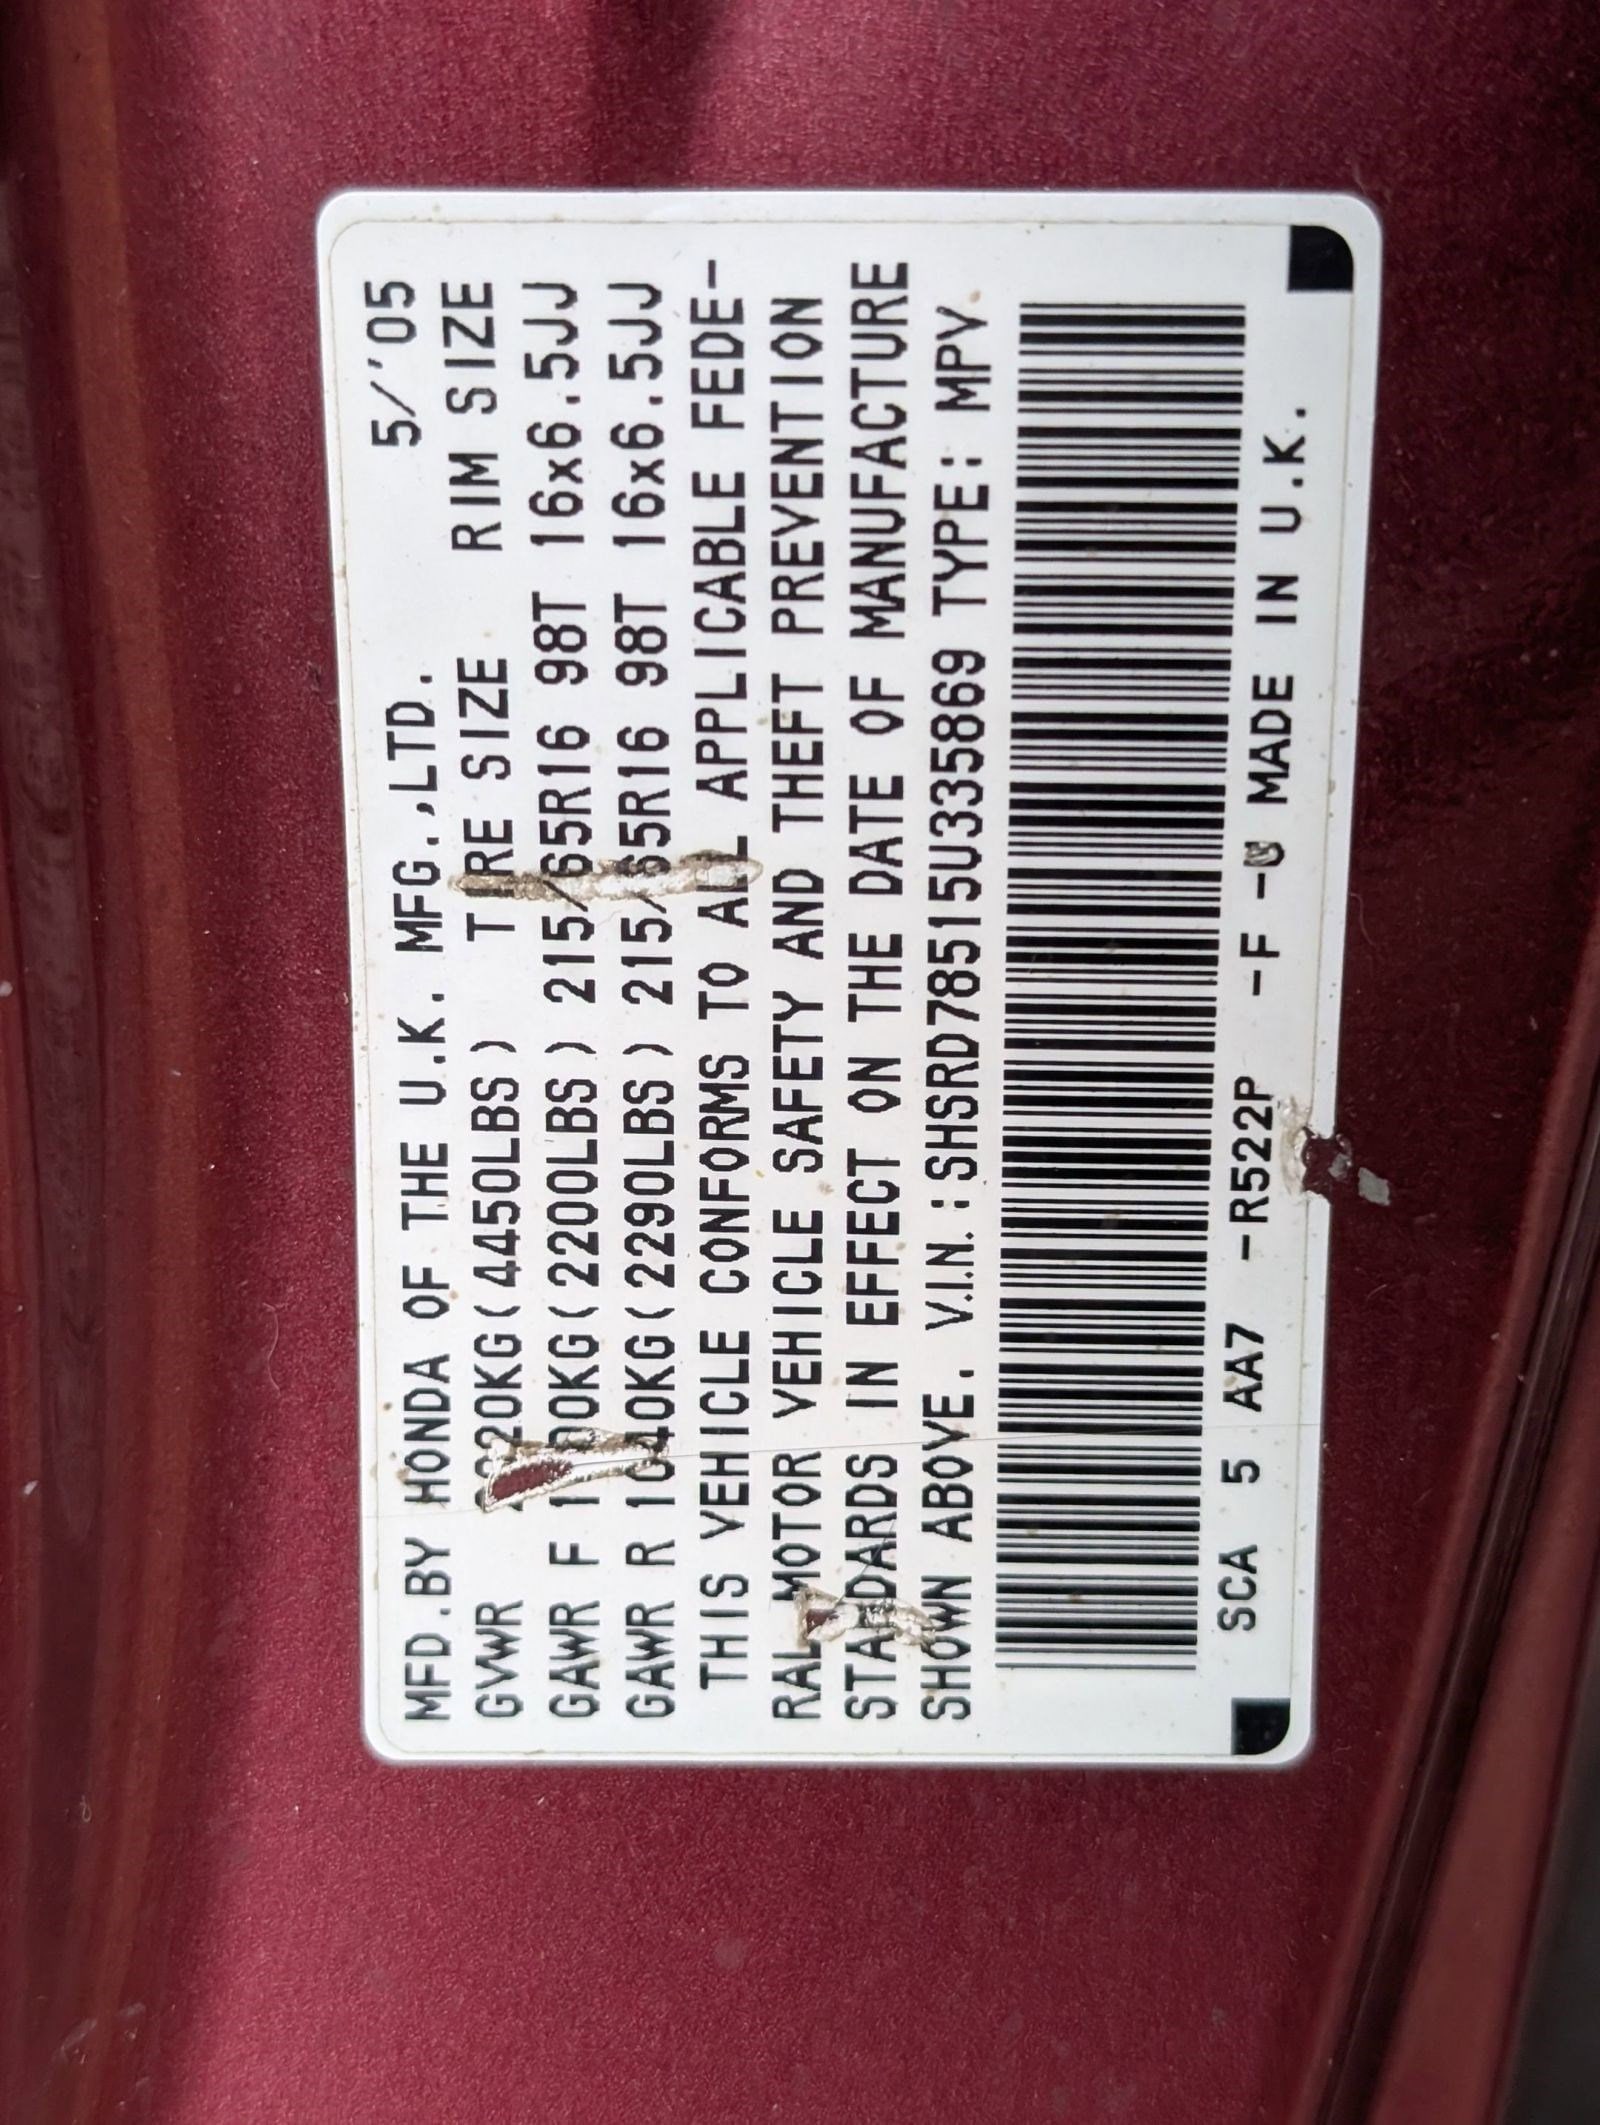 MFD.BY HONDA OF THE U.K. MFG.,LTD. 5/'05
GVWR (4450LBS) TIRE SIZE RIM SIZE
GAWR F (2200LBS) 215/65R16 98T 16x6.5JJ
GAWR R 1040KG(2290LBS) 215/65R16 98T 16x6.5JJ
THIS VEHICLE CONFORMS TO ALL APPLICABLE FEDE-
RAL MOTOR VEHICLE SAFETY AND THEFT PREVENTION
STANDARDS IN EFFECT ON THE DATE OF MANUFACTURE
SHOWN ABOVE. V.I.N.:SHSRD78515U335869 TYPE: MPV
SCA 5 AA7 -R522P -F -U MADE IN U.K.